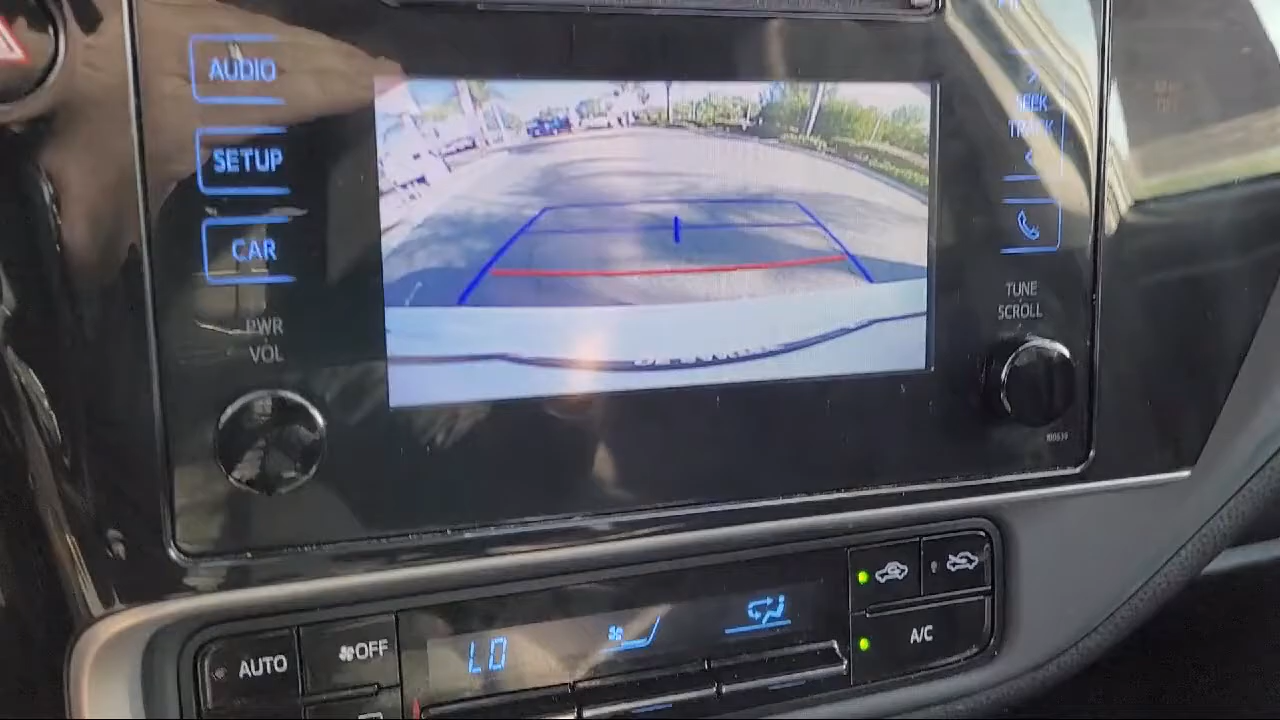 AUDIO
SETUP
CAR
PWR
VOL
SEEK
TRACK
TUNE
SCROLL
AUTO
OFF
LO
A/C